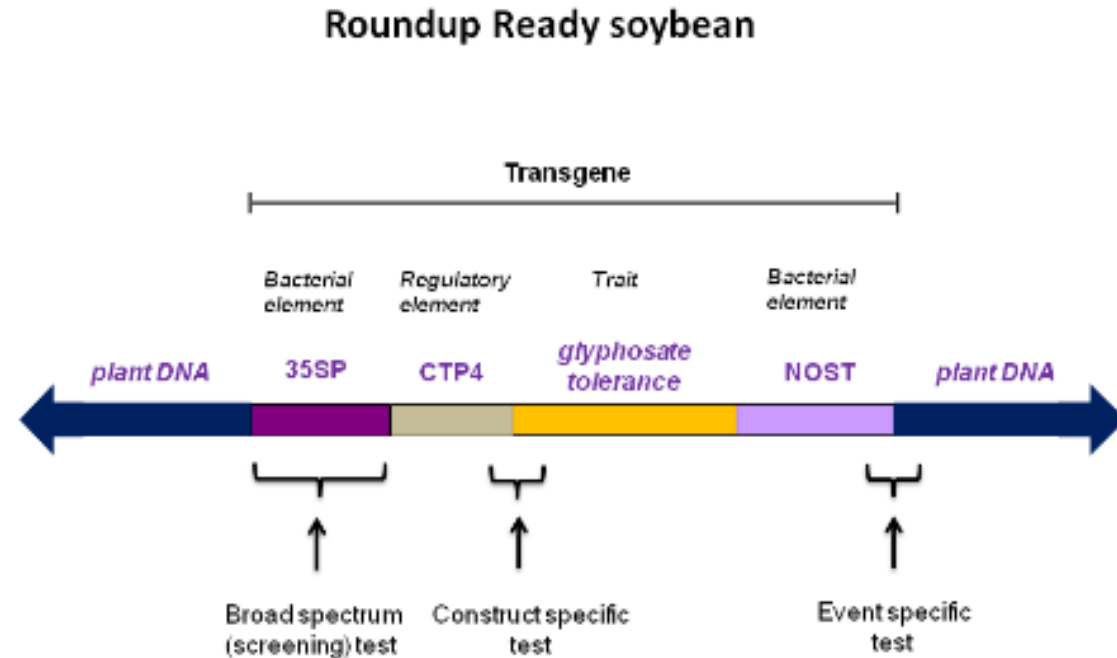 Roundup Ready soybean
Transgene
Bacterial
element
Regulatory
element
Trait
Bacterial
element
plant DNA
35SP
CTP4
glyphosate
tolerance
NOST
plant DNA
Broad spectrum
(screening) test
Construct specific
test
Event specific
test